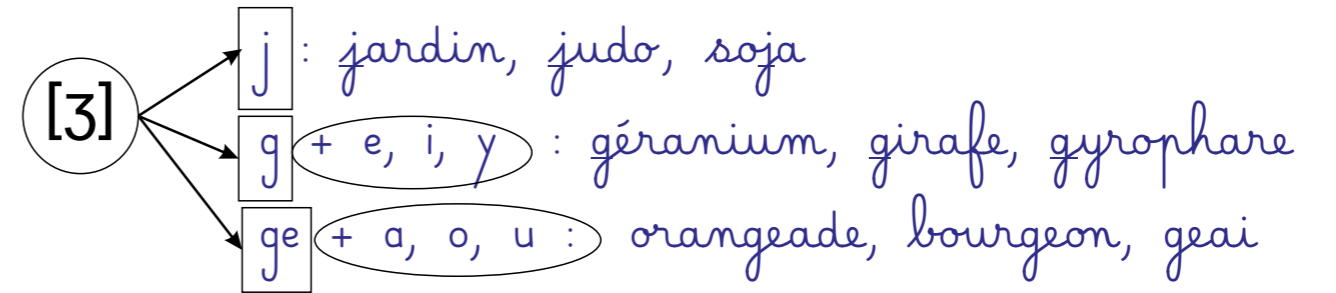 [ʒ]
j : jardin, judo, soja
g + e, i, y : géranium, girafe, gyrophare
ge + a, o, u : orangeade, bourgeon, geai